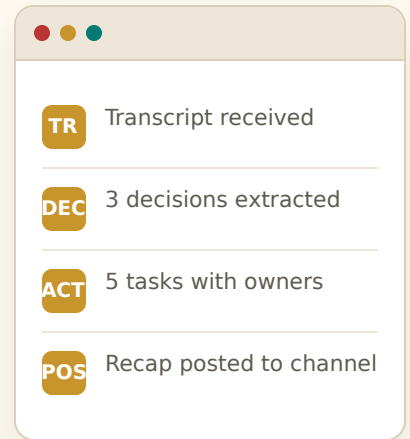 TR Transcript received
DEC 3 decisions extracted
ACT 5 tasks with owners
POS Recap posted to channel